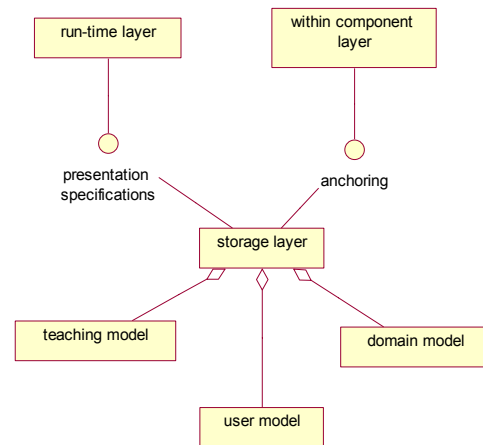 run-time layer
within component
layer
presentation
specifications
anchoring
storage layer
teaching model
domain model
user model